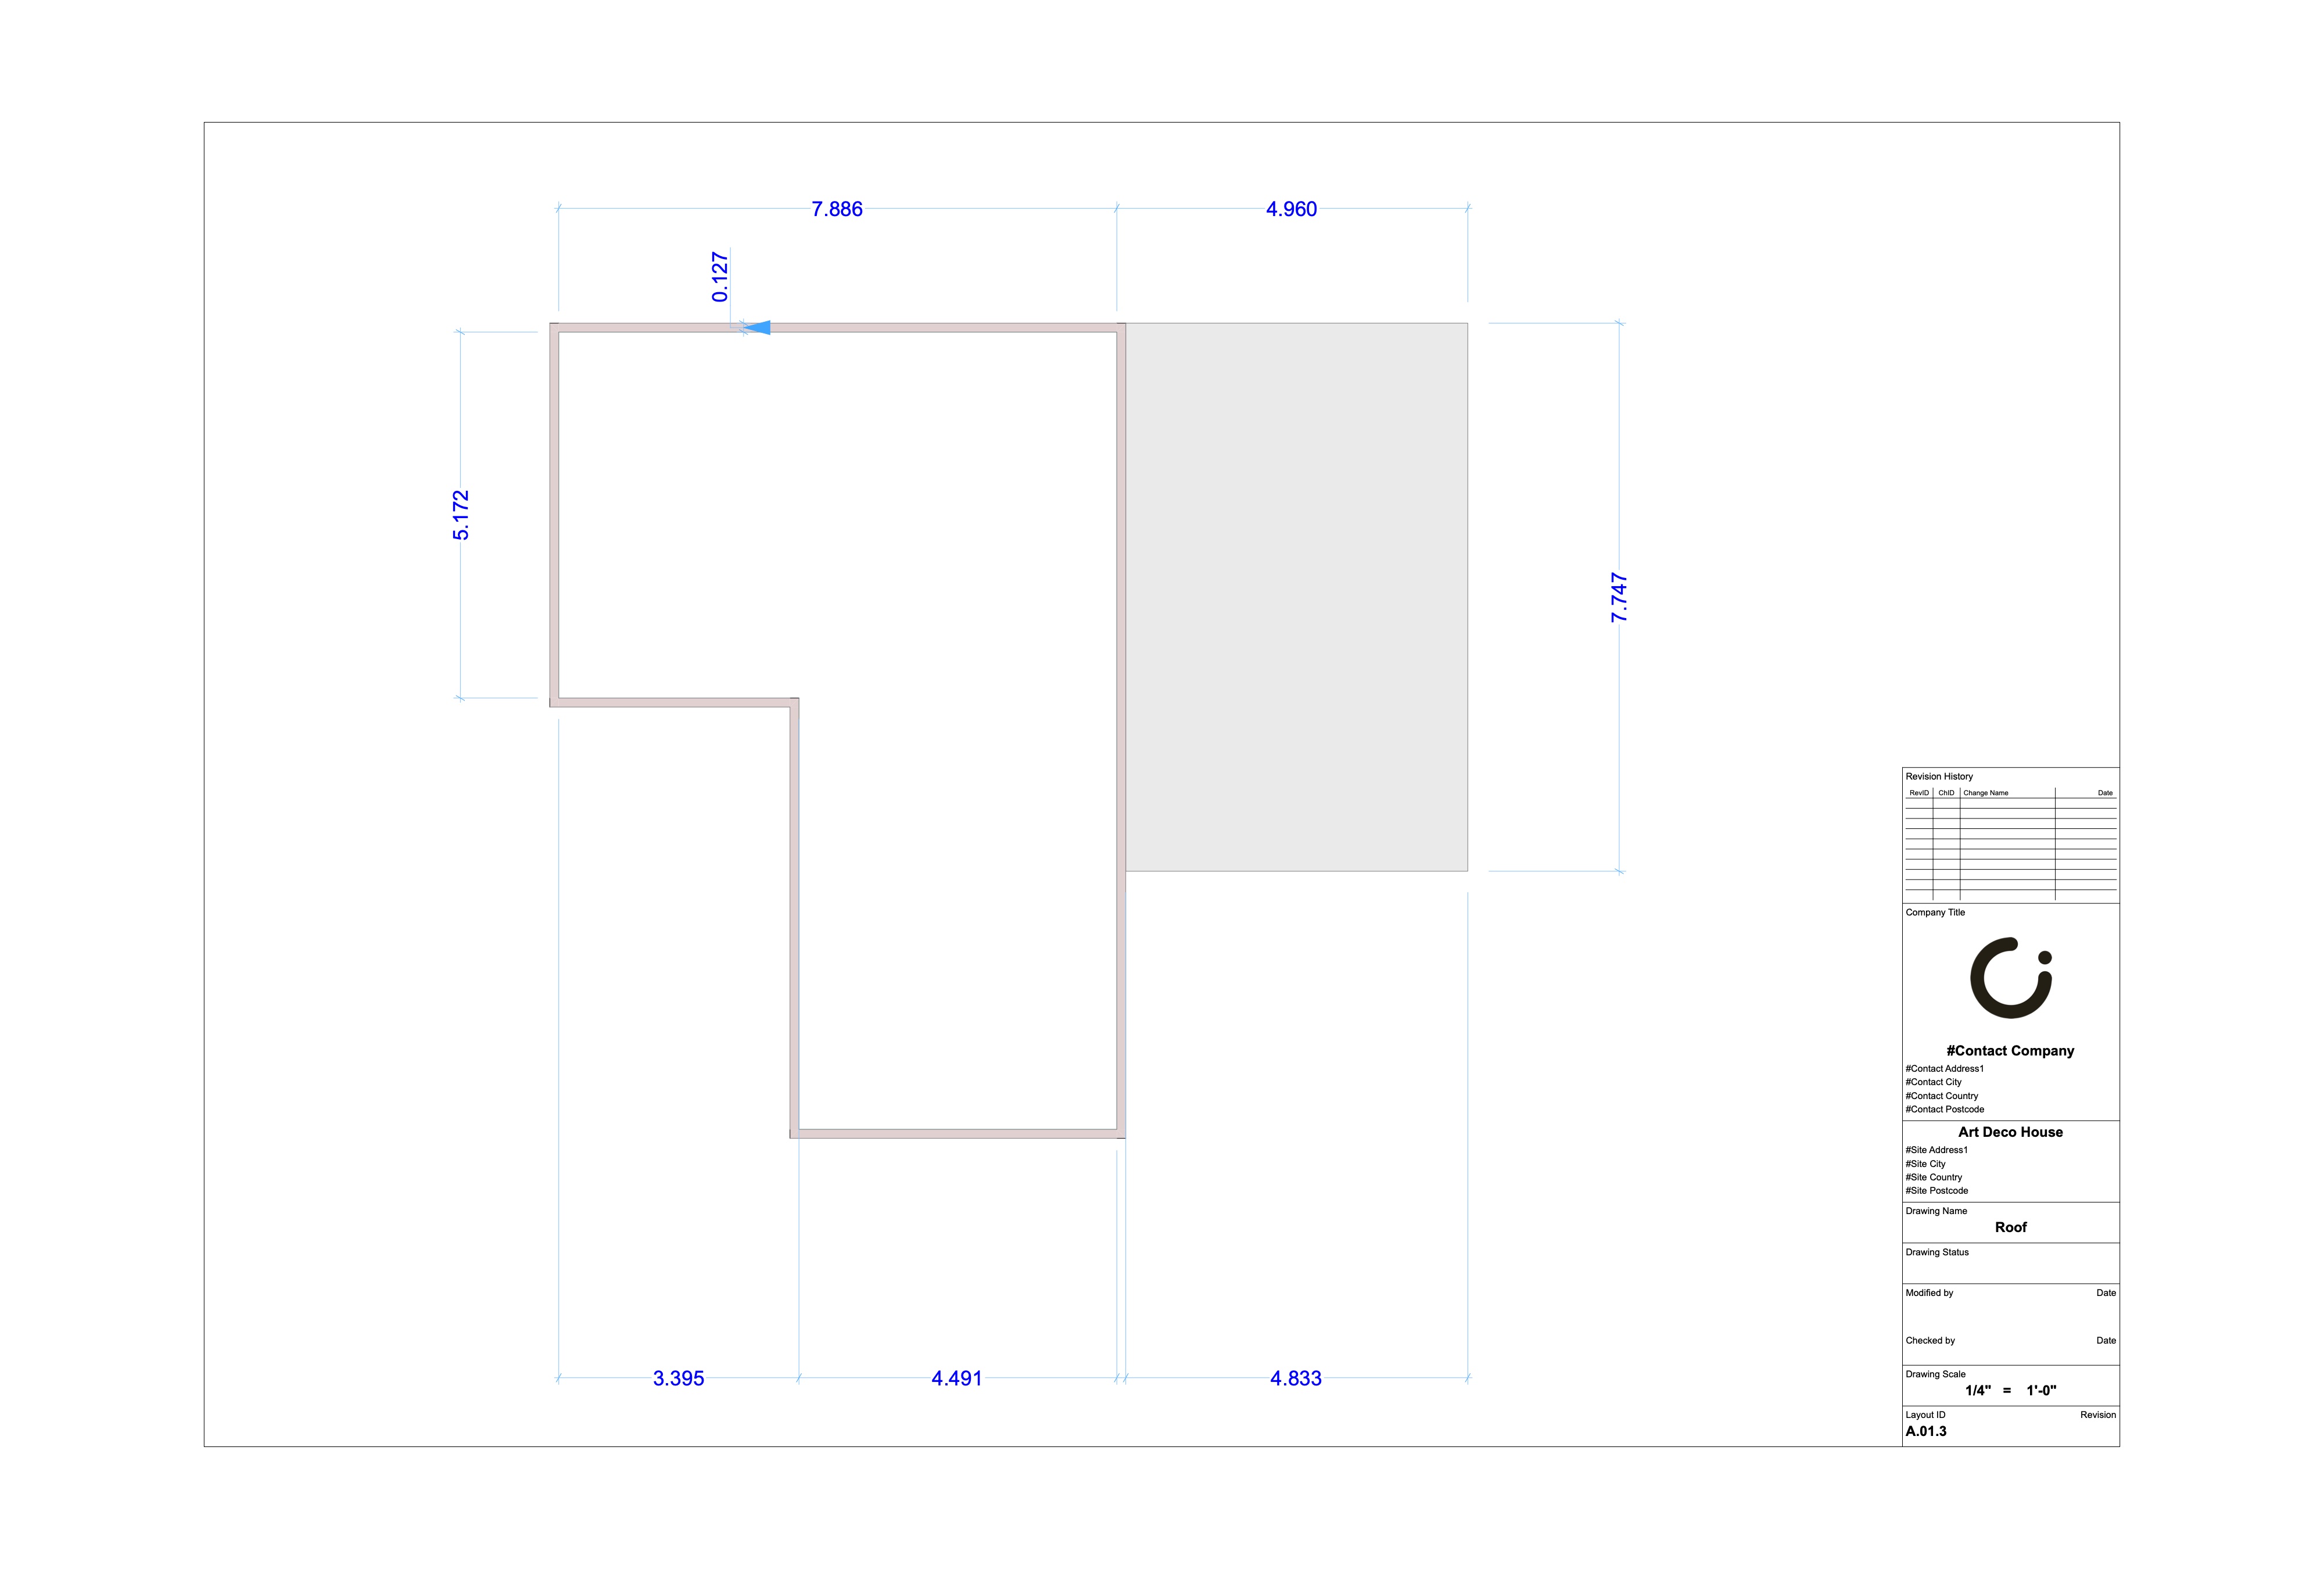 7.886
4.960
0.127
5.172
7.747
3.395
4.491
4.833
Revision History
RevID ChID Change Name Date
Company Title
#Contact Company
#Contact Address1
#Contact City
#Contact Country
#Contact Postcode
Art Deco House
#Site Address1
#Site City
#Site Country
#Site Postcode
Drawing Name
Roof
Drawing Status
Modified by Date
Checked by Date
Drawing Scale
1/4" = 1'-0"
Layout ID Revision
A.01.3